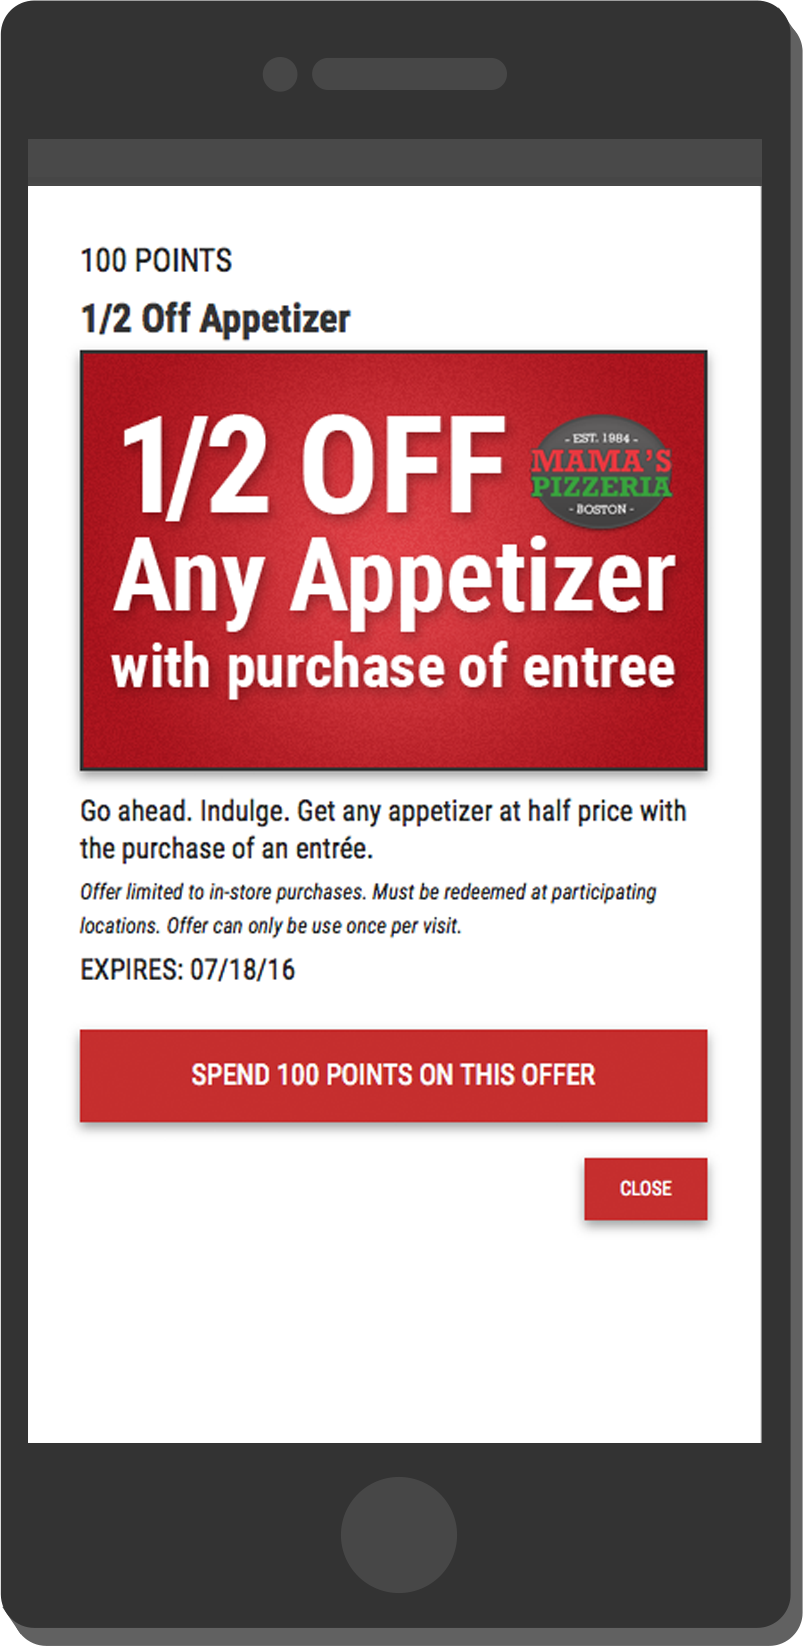 100 POINTS
1/2 Off Appetizer
1/2 OFF
- EST. 1984 -
MAMA'S
PIZZERIA
- BOSTON -
Any Appetizer
with purchase of entree
Go ahead. Indulge. Get any appetizer at half price with
the purchase of an entrée.
Offer limited to in-store purchases. Must be redeemed at participating
locations. Offer can only be use once per visit.
EXPIRES: 07/18/16
SPEND 100 POINTS ON THIS OFFER
CLOSE